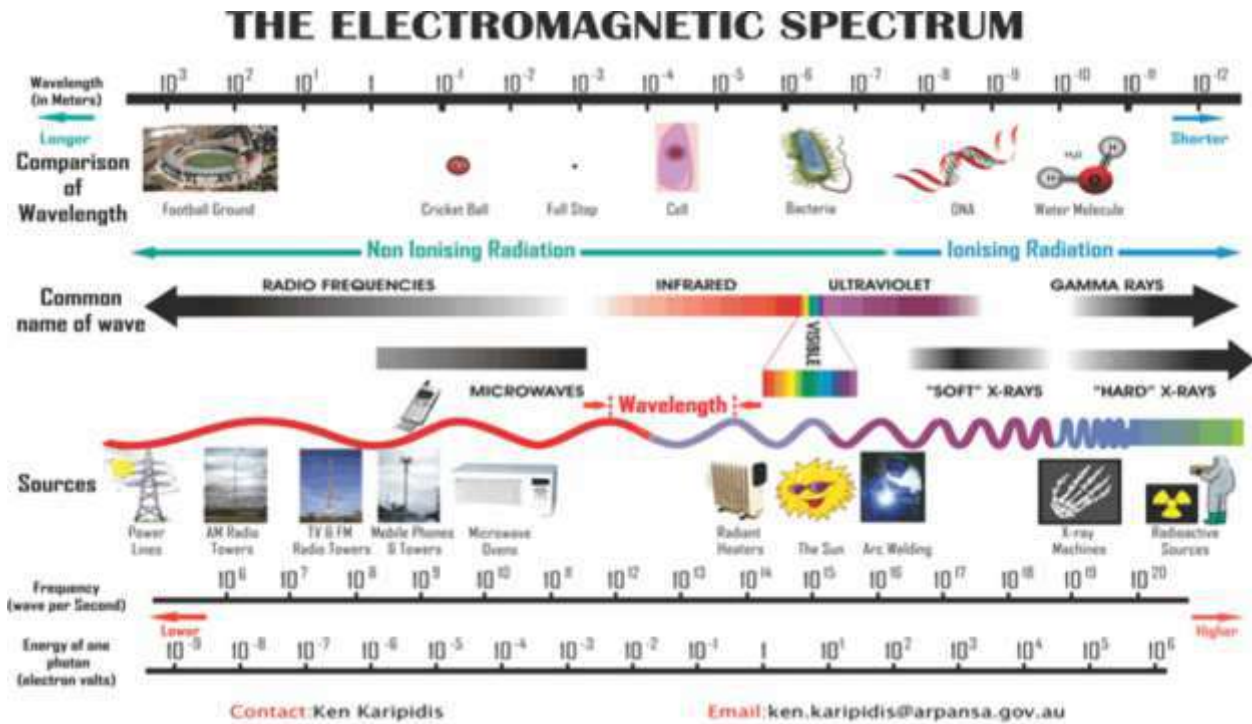 THE ELECTROMAGNETIC SPECTRUM
Wavelength
(in Meters)
10³ 10² 10¹ 1 10⁻¹ 10⁻² 10⁻³ 10⁻⁴ 10⁻⁵ 10⁻⁶ 10⁻⁷ 10⁻⁸ 10⁻⁹ 10⁻¹⁰ 10⁻¹¹ 10⁻¹²
Longer
Shorter
Comparison
of
Wavelength
Football Ground
Cricket Ball
Full Stop
Cell
Bacteria
DNA
H₂O
H
H
O
Water Molecule
Non Ionising Radiation
Ionising Radiation
Common
name of wave
RADIO FREQUENCIES
INFRARED
ULTRAVIOLET
GAMMA RAYS
VISIBLE
MICROWAVES
"SOFT" X-RAYS
"HARD" X-RAYS
Wavelength
Sources
Power
Lines
AM Radio
Towers
TV & FM
Radio Towers
Mobile Phones
& Towers
Microwave
Ovens
Radiant
Heaters
The Sun
Arc Welding
X-ray
Machines
Radioactive
Sources
Frequency
(wave per Second)
10⁶ 10⁷ 10⁸ 10⁹ 10¹⁰ 10¹¹ 10¹² 10¹³ 10¹⁴ 10¹⁵ 10¹⁶ 10¹⁷ 10¹⁸ 10¹⁹ 10²⁰
Lower
Higher
Energy of one
photon
(electron volts)
10⁻⁹ 10⁻⁸ 10⁻⁷ 10⁻⁶ 10⁻⁵ 10⁻⁴ 10⁻³ 10⁻² 10⁻¹ 1 10¹ 10² 10³ 10⁴ 10⁵ 10⁶
Contact:Ken Karipidis
Email:ken.karipidis@arpansa.gov.au